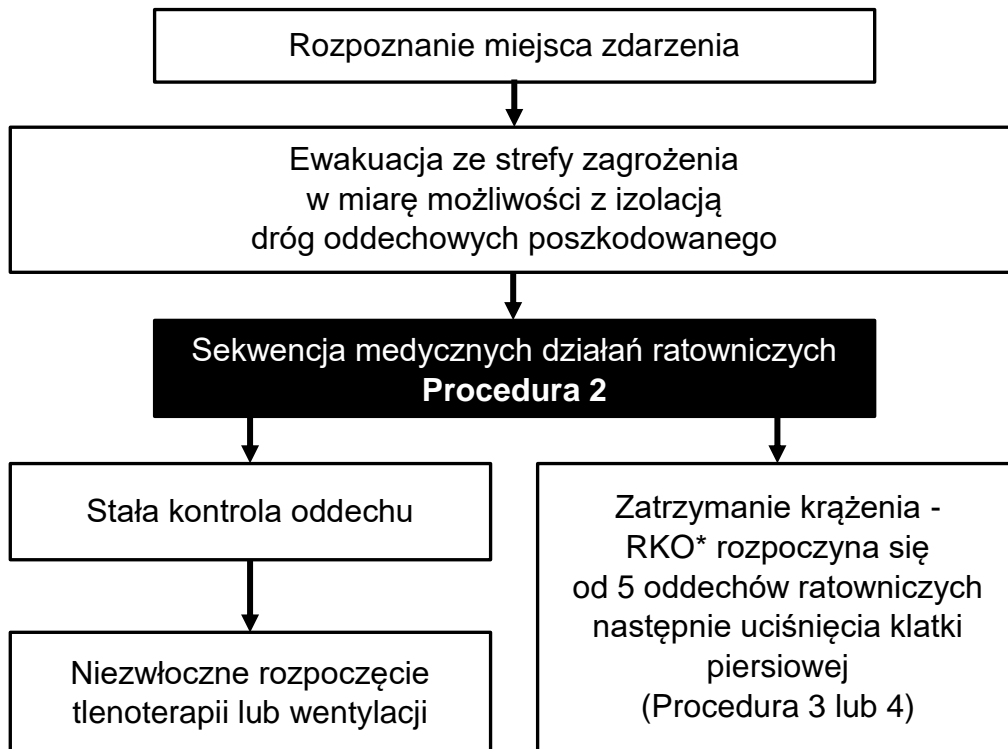 Rozpoznanie miejsca zdarzenia
Ewakuacja ze strefy zagrożenia
w miarę możliwości z izolacją
dróg oddechowych poszkodowanego
Sekwencja medycznych działań ratowniczych
Procedura 2
Stała kontrola oddechu
Niezwłoczne rozpoczęcie
tlenoterapii lub wentylacji
Zatrzymanie krążenia -
RKO* rozpoczyna się
od 5 oddechów ratowniczych
następnie uciśnięcia klatki
piersiowej
(Procedura 3 lub 4)